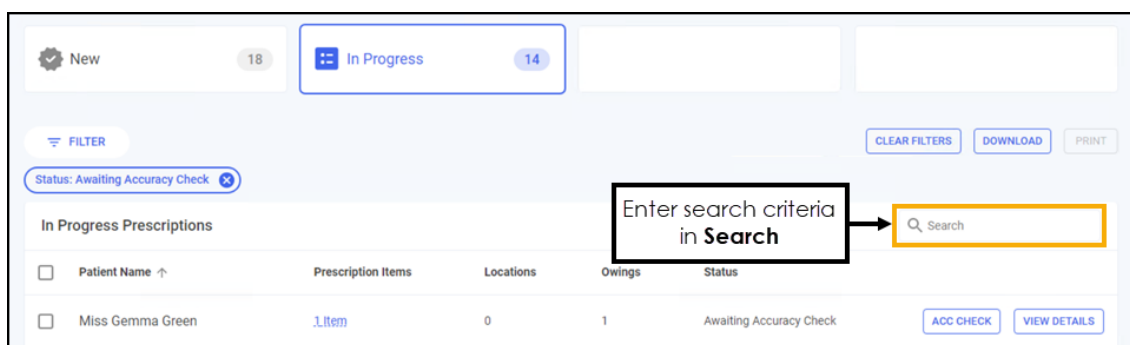 New 18 In Progress 14
FILTER CLEAR FILTERS DOWNLOAD PRINT
Status: Awaiting Accuracy Check
Enter search criteria
in Search
In Progress Prescriptions Search
Patient Name Prescription Items Locations Owings Status
Miss Gemma Green 1 Item 0 1 Awaiting Accuracy Check ACC CHECK VIEW DETAILS